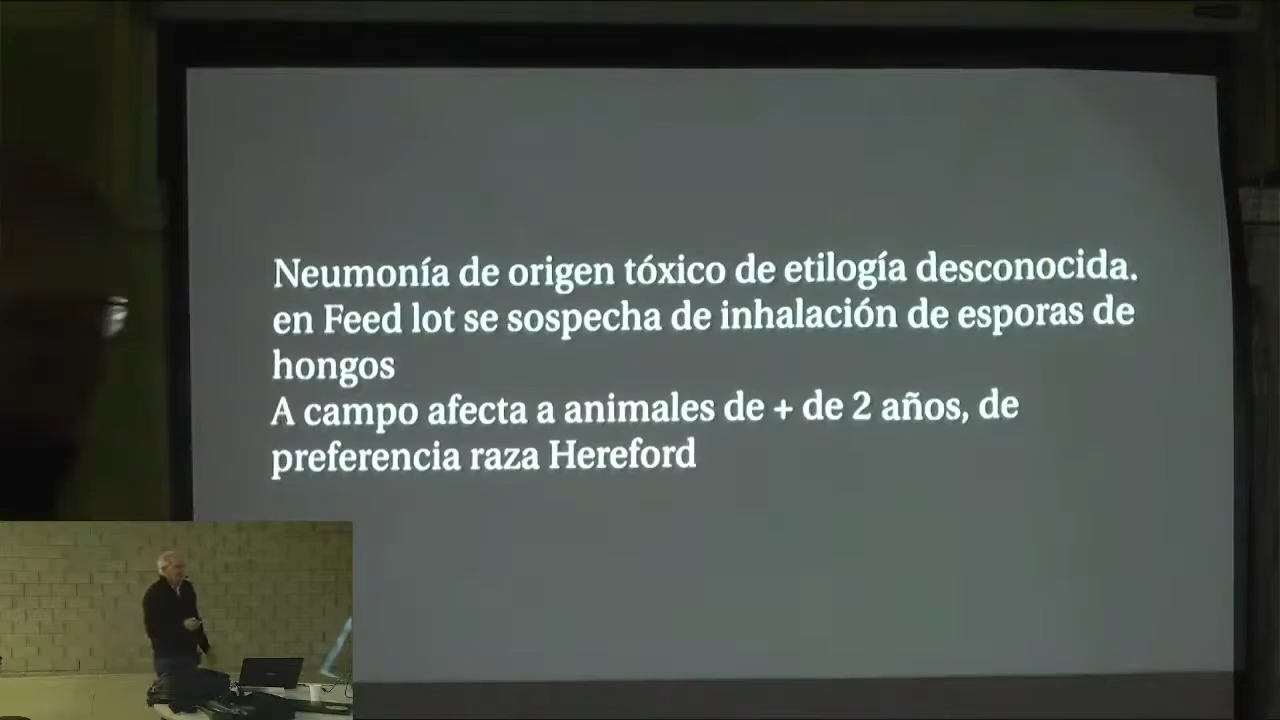 Neumonía de origen tóxico de etilogía desconocida.
en Feed lot se sospecha de inhalación de esporas de
hongos
A campo afecta a animales de + de 2 años, de
preferencia raza Hereford